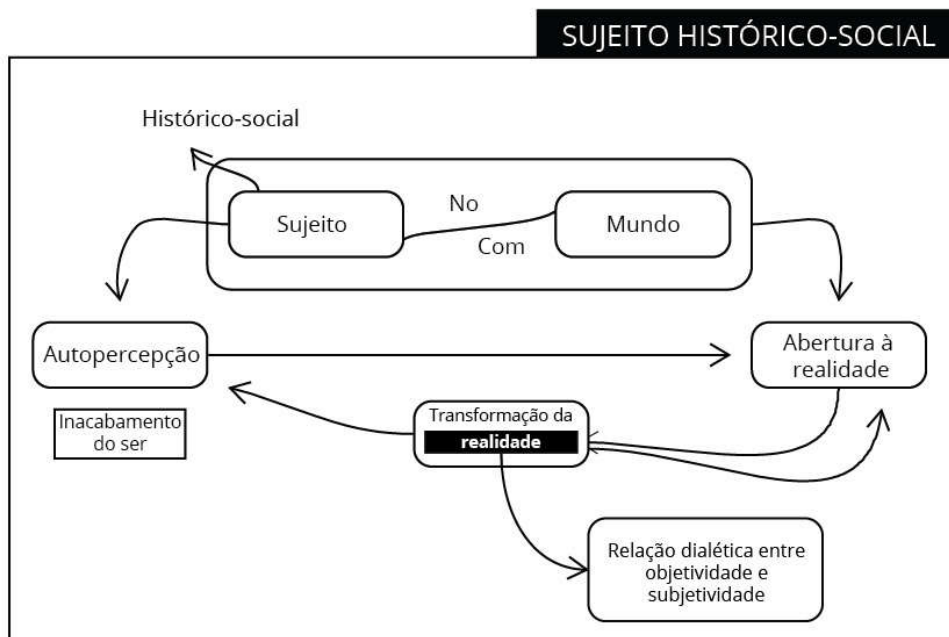 SUJEITO HISTÓRICO-SOCIAL
Histórico-social
Sujeito
No
Com
Mundo
Autopercepção
Abertura à
realidade
Inacabamento
do ser
Transformação da
realidade
Relação dialética entre
objetividade e
subjetividade